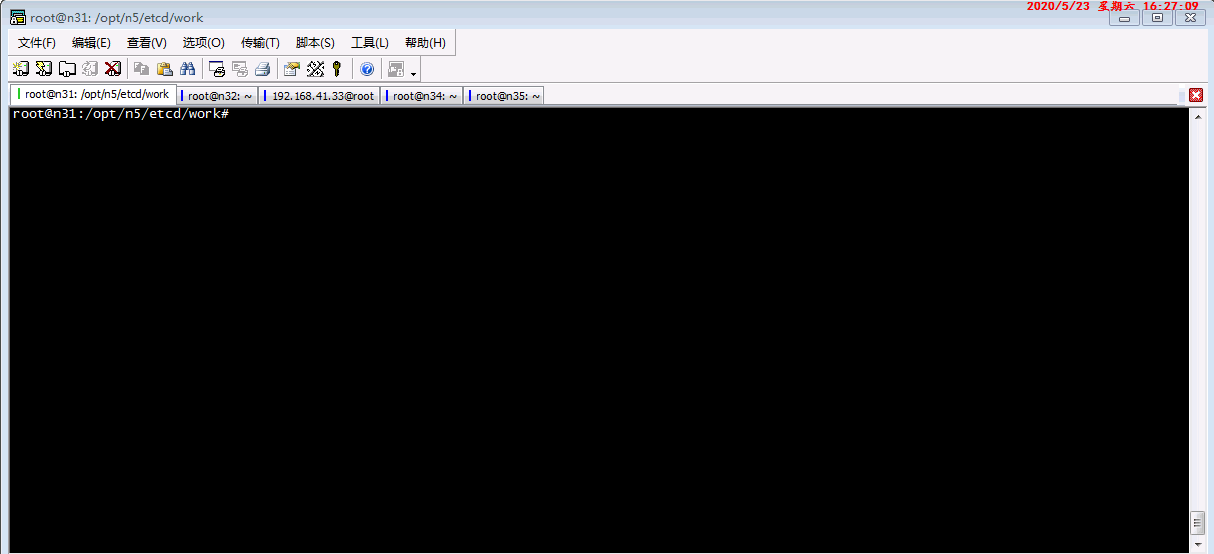 2020/5/23 星期六 16:27:09
root@n31: /opt/n5/etcd/work
文件(F) 编辑(E) 查看(V) 选项(O) 传输(T) 脚本(S) 工具(L) 帮助(H)
root@n31: /opt/n5/etcd/work root@n32: ~ 192.168.41.33@root root@n34: ~ root@n35: ~
root@n31:/opt/n5/etcd/work#